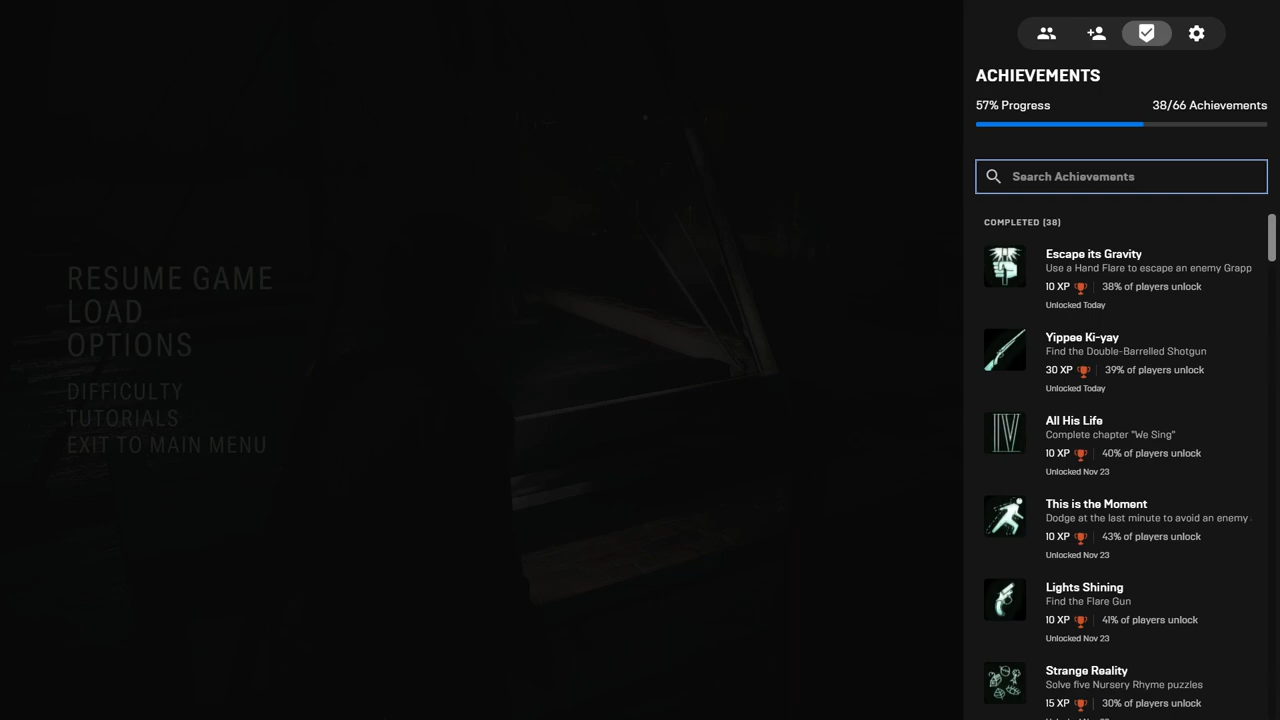 ACHIEVEMENTS
57% Progress
38/66 Achievements
Search Achievements
COMPLETED (38)
Escape its Gravity
Use a Hand Flare to escape an enemy Grapp
10 XP
38% of players unlock
Unlocked Today
Yippee Ki-yay
Find the Double-Barrelled Shotgun
30 XP
39% of players unlock
Unlocked Today
All His Life
Complete chapter "We Sing"
10 XP
40% of players unlock
Unlocked Nov 23
This is the Moment
Dodge at the last minute to avoid an enemy
10 XP
43% of players unlock
Unlocked Nov 23
Lights Shining
Find the Flare Gun
10 XP
41% of players unlock
Unlocked Nov 23
Strange Reality
Solve five Nursery Rhyme puzzles
15 XP
30% of players unlock
RESUME GAME
LOAD
OPTIONS
DIFFICULTY
TUTORIALS
EXIT TO MAIN MENU